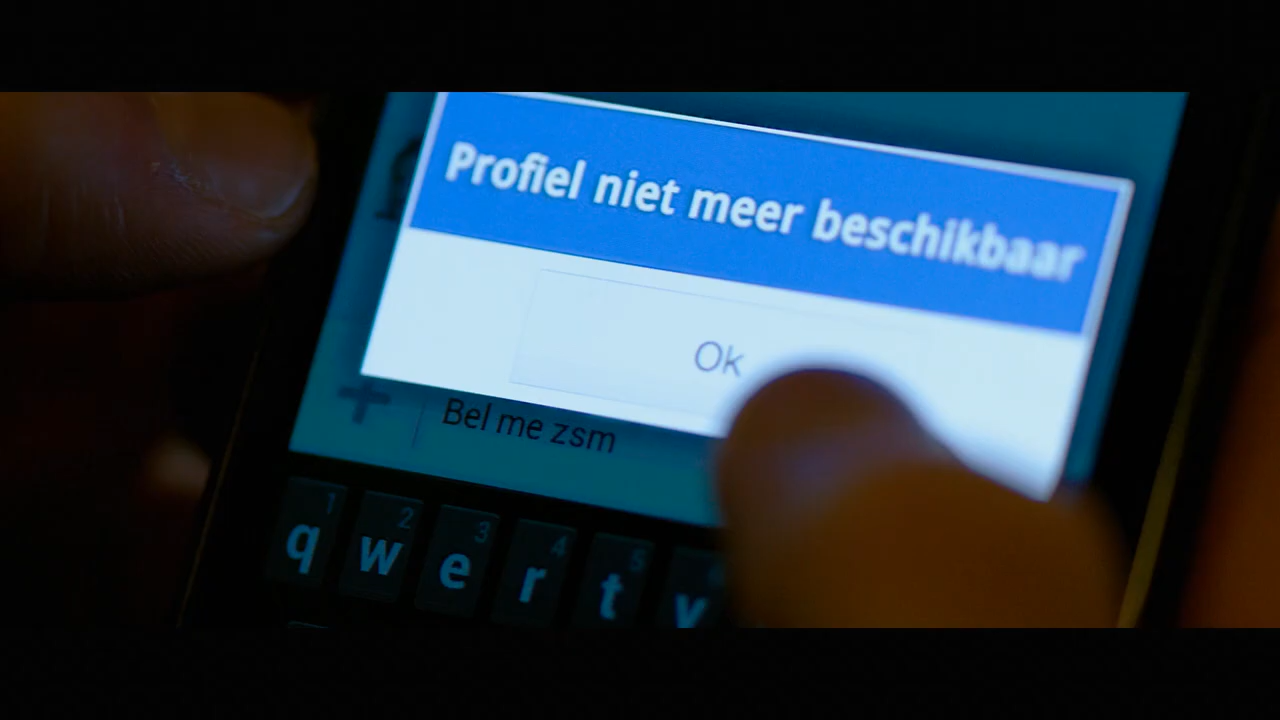 Profiel niet meer beschikbaar
Ok
Bel me zsm
1 2 3 4 5
q w e r t